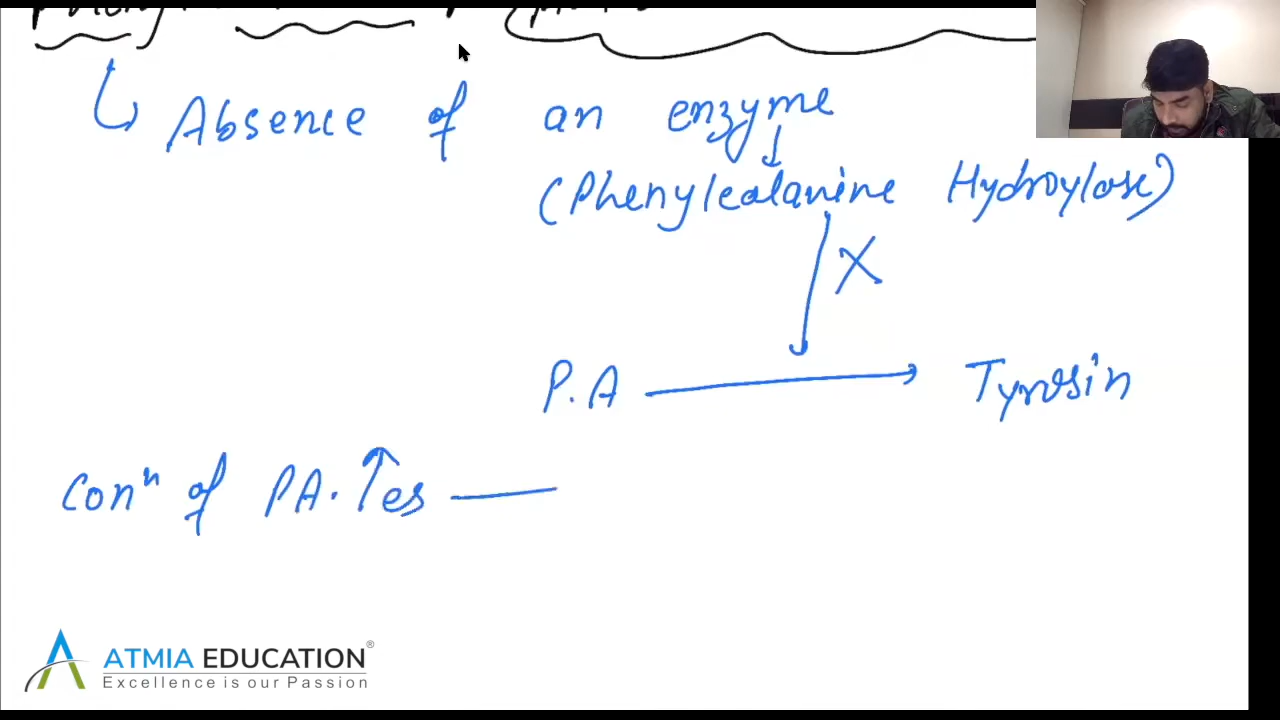 Absence of an enzyme
(Phenylealanine Hydroylase)
X
P.A → Tyrosin
Conⁿ of PA. ↑es —
ATMIA EDUCATION®
Excellence is our Passion